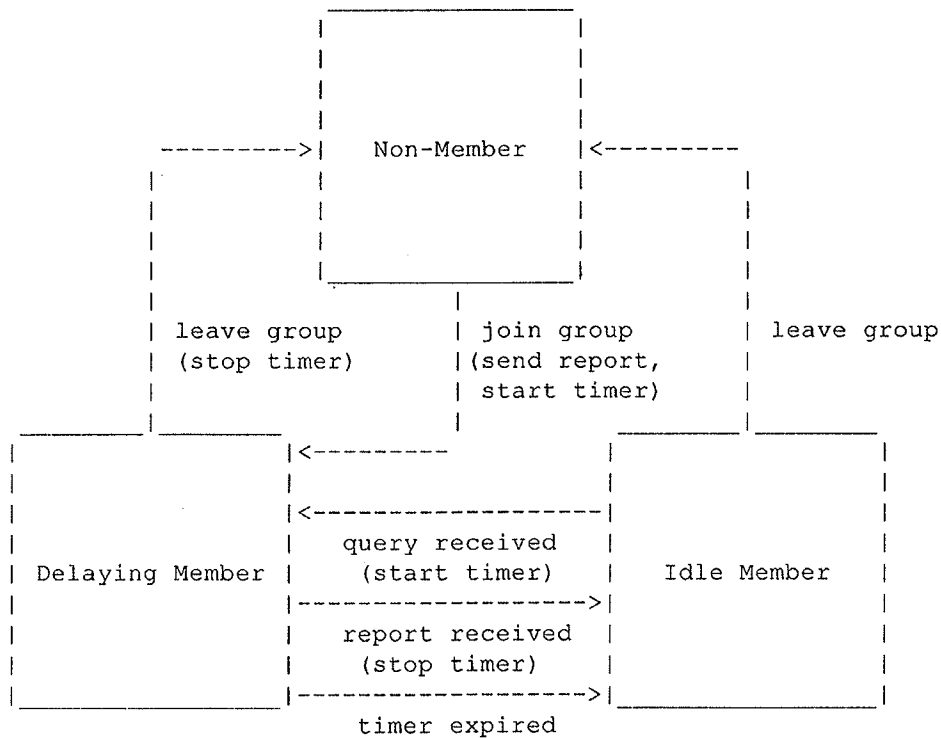 Non-Member
leave group
(stop timer)
join group
(send report,
start timer)
leave group
query received
(start timer)
Delaying Member
Idle Member
report received
(stop timer)
timer expired